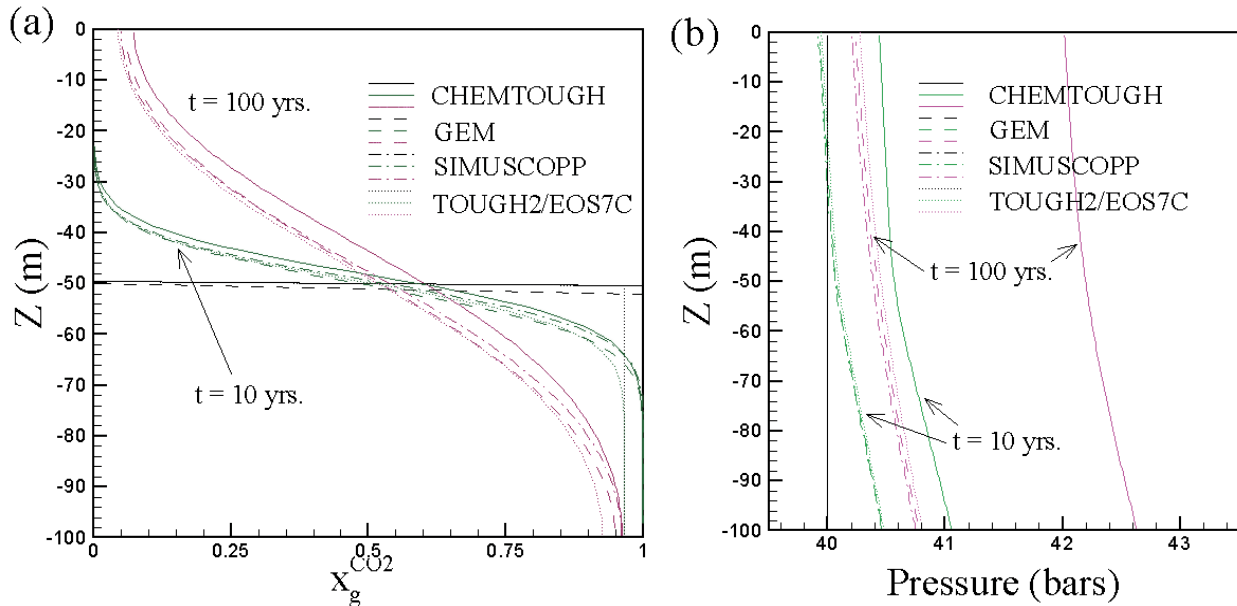 (a)
0
-10
-20
-30
-40
-50
-60
-70
-80
-90
-100
Z (m)
t = 100 yrs.
CHEMTOUGH
GEM
SIMUSCOPP
TOUGH2/EOS7C
t = 10 yrs.
0
0.25
0.5
0.75
1
x_g^CO2
(b)
0
-10
-20
-30
-40
-50
-60
-70
-80
-90
-100
Z (m)
CHEMTOUGH
GEM
SIMUSCOPP
TOUGH2/EOS7C
t = 100 yrs.
t = 10 yrs.
40
41
42
43
Pressure (bars)